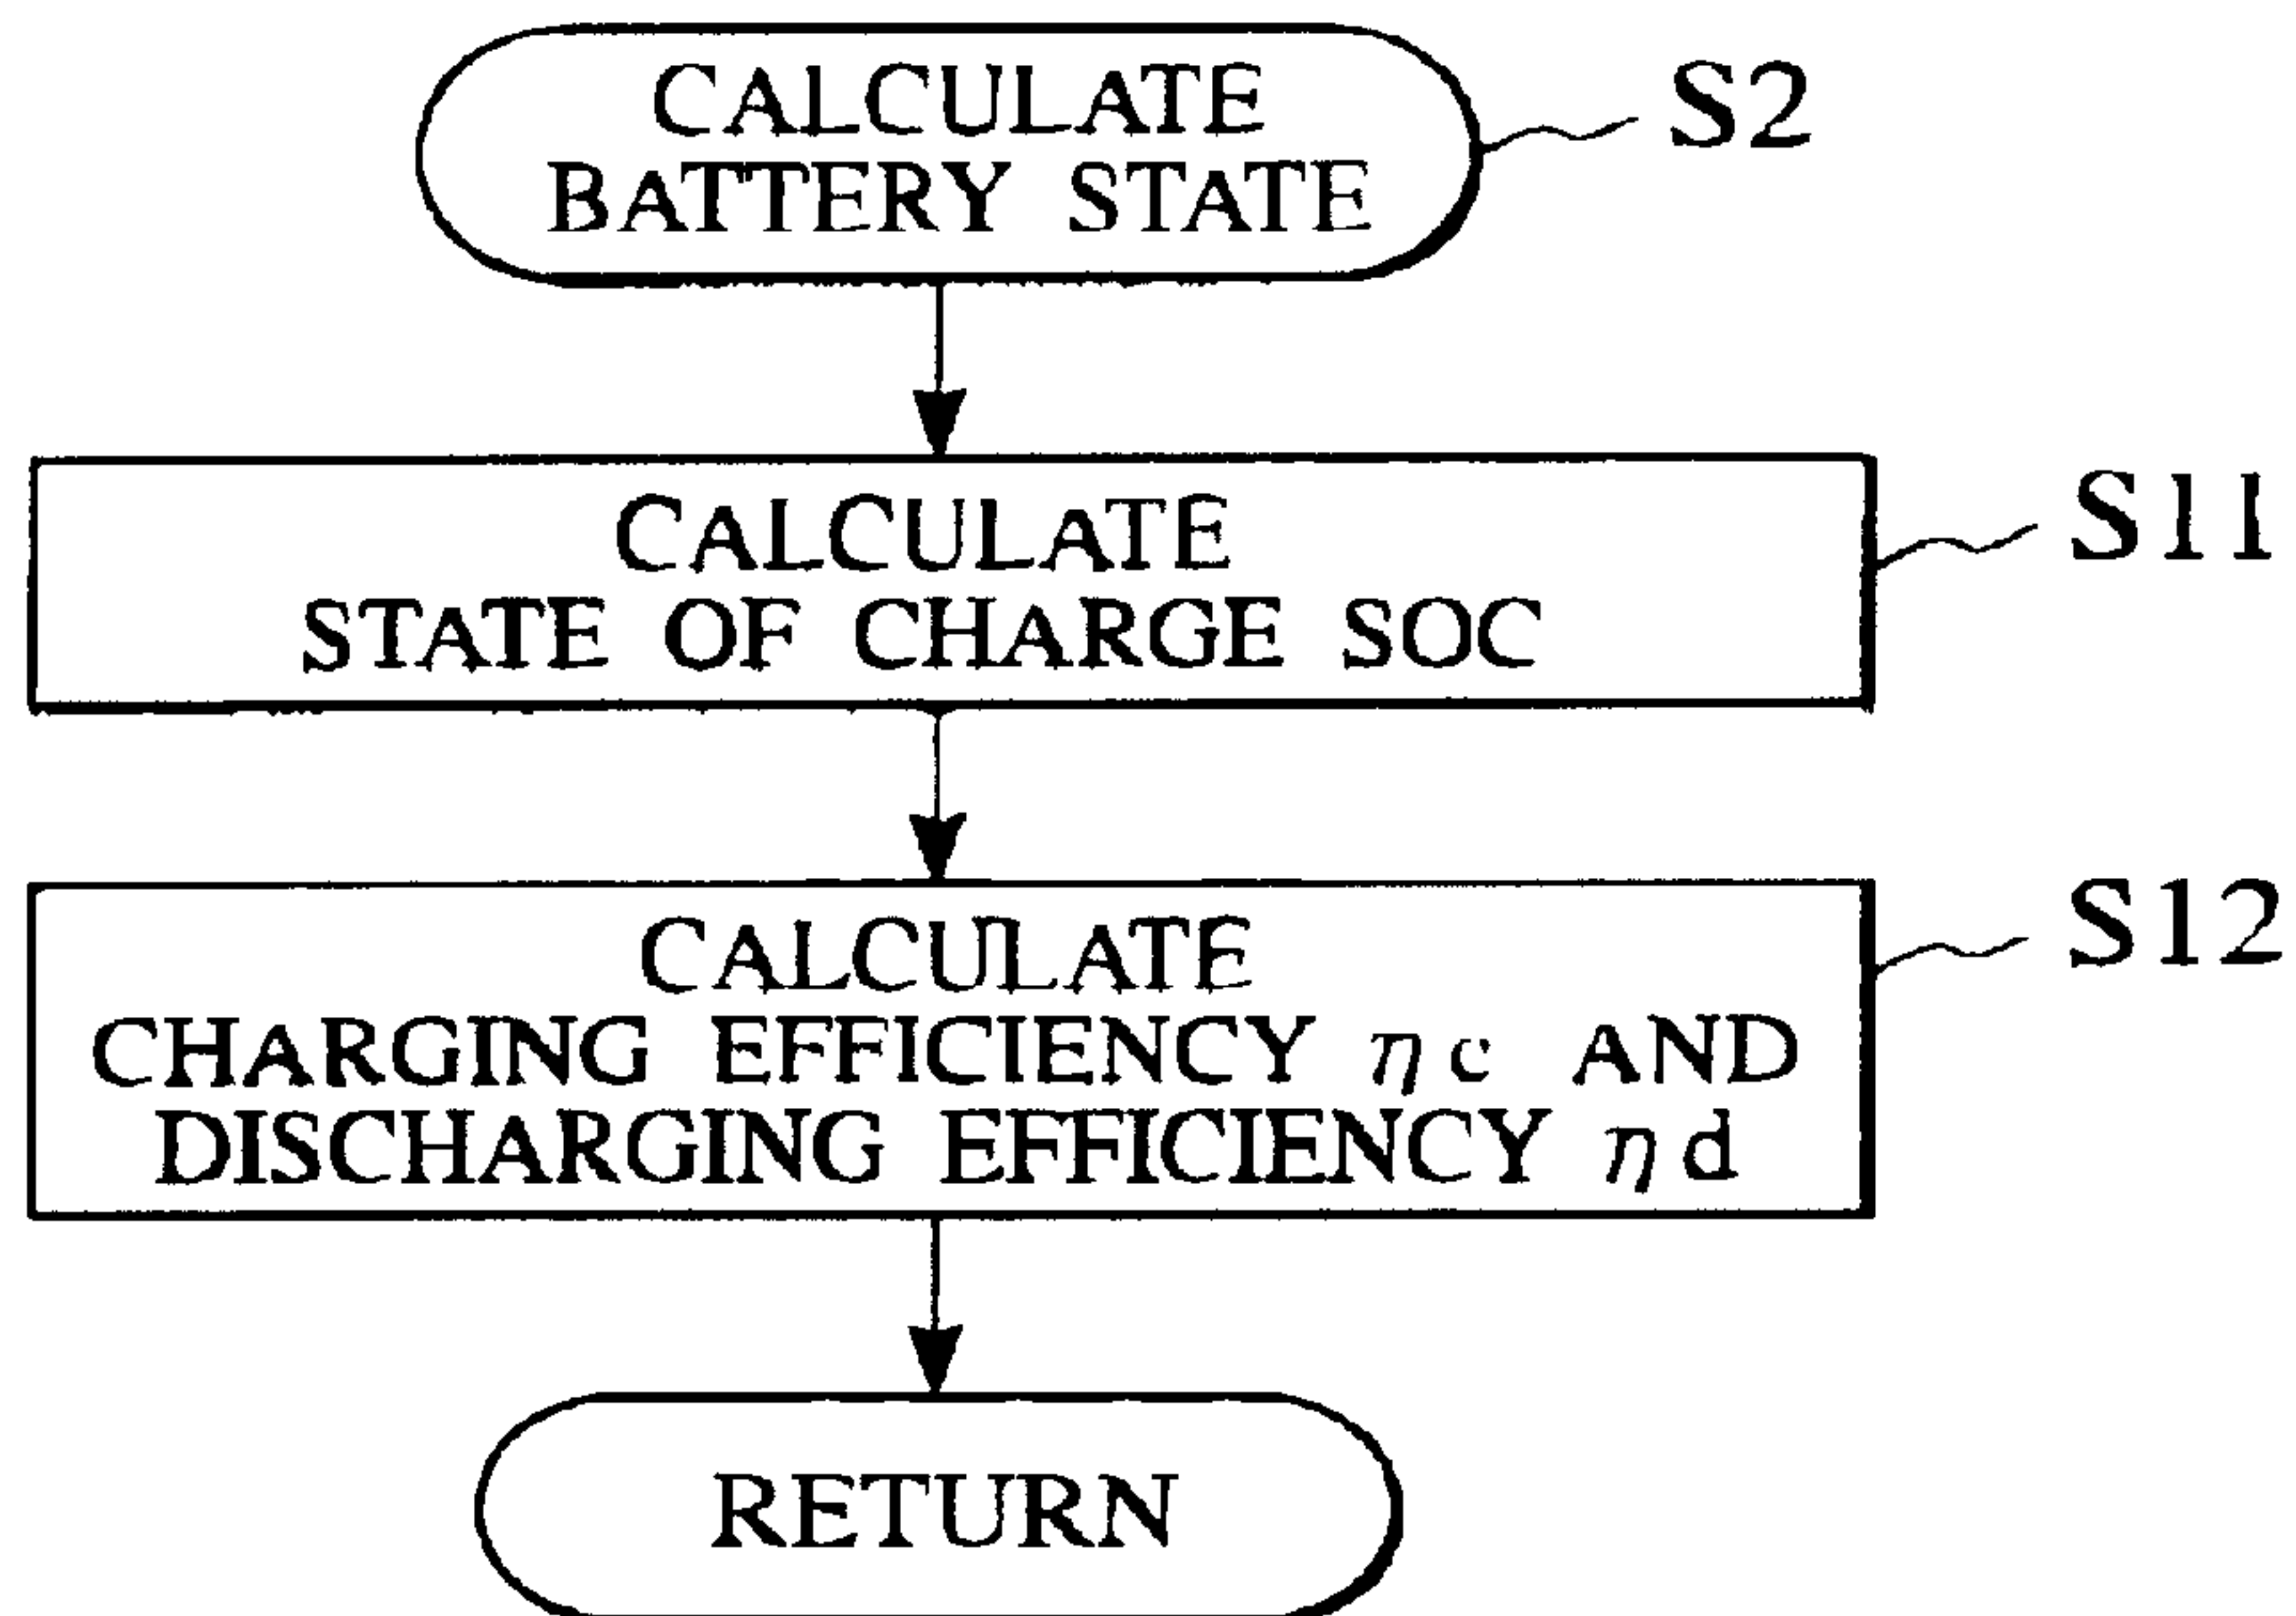 CALCULATE
BATTERY STATE
S2
CALCULATE
STATE OF CHARGE SOC
S11
CALCULATE
CHARGING EFFICIENCY ηc AND
DISCHARGING EFFICIENCY ηd
S12
RETURN